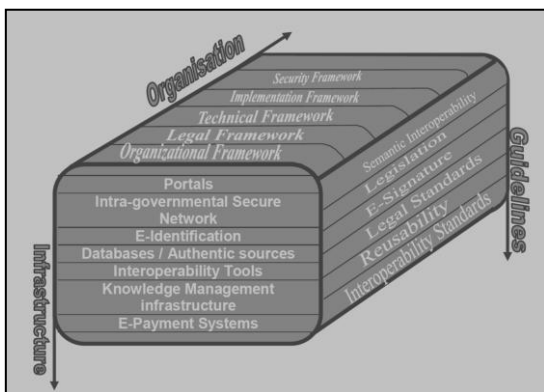 Organisation
Security Framework
Implementation Framework
Technical Framework
Legal Framework
Organizational Framework
Portals
Intra-governmental Secure
Network
E-Identification
Databases / Authentic sources
Interoperability Tools
Knowledge Management
infrastructure
E-Payment Systems
Infrastructure
Semantic Interoperability
Legislation
E-Signature
Legal Standards
Reusability
Interoperability Standards
Guidelines